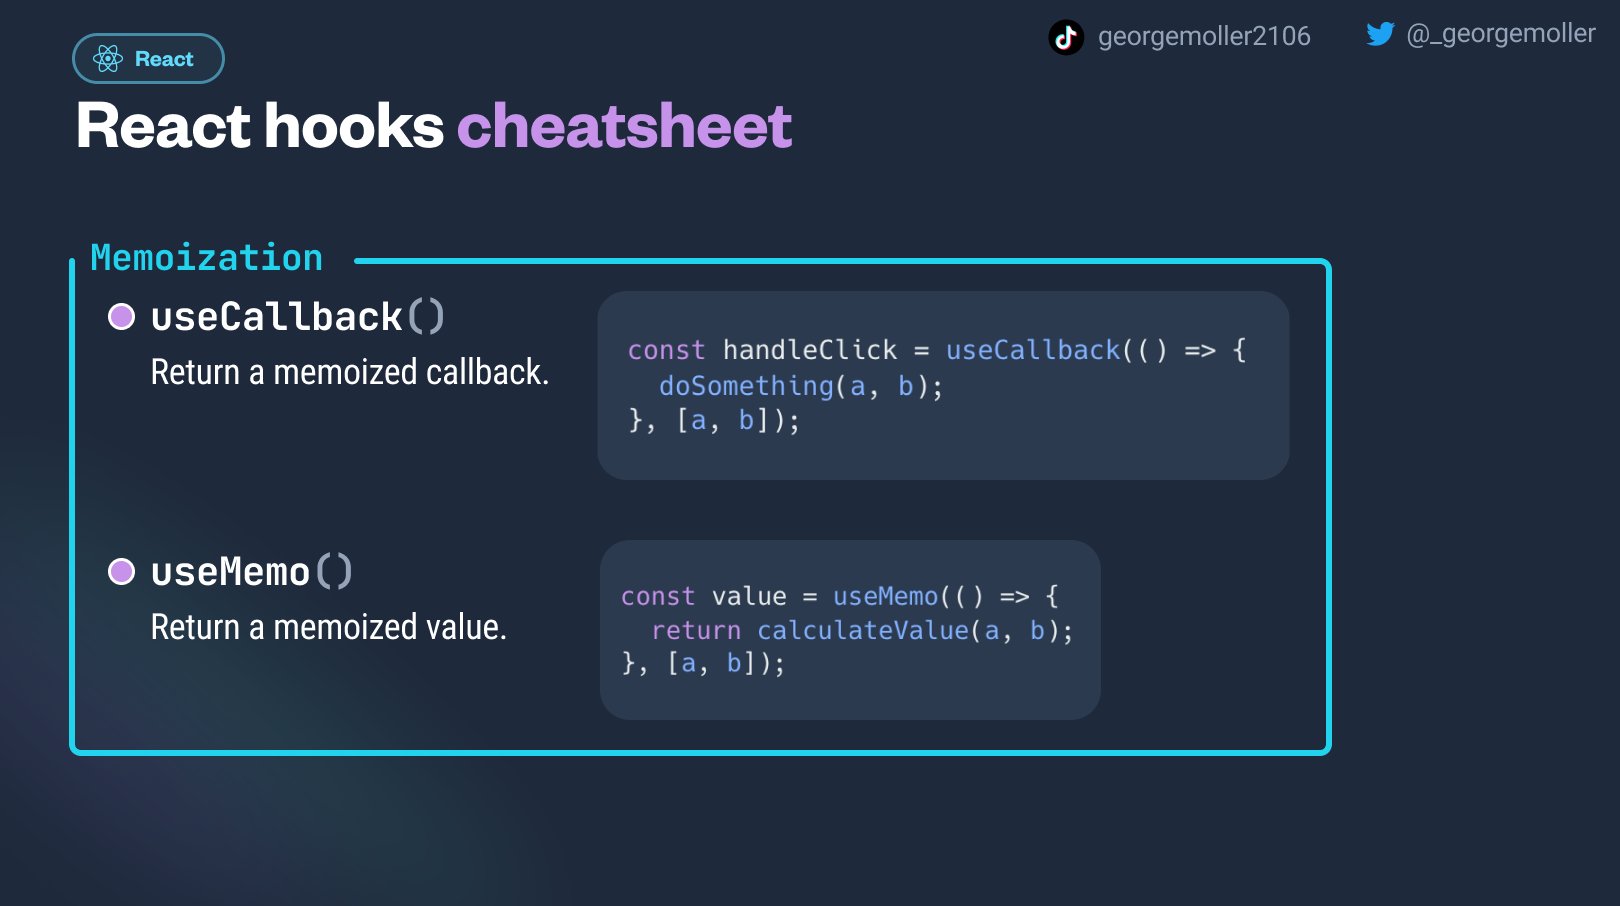 React
georgemoller2106
@_georgemoller
React hooks cheatsheet
Memoization
useCallback()
Return a memoized callback.
const handleClick = useCallback(() => {
  doSomething(a, b);
}, [a, b]);
useMemo()
Return a memoized value.
const value = useMemo(() => {
  return calculateValue(a, b);
}, [a, b]);